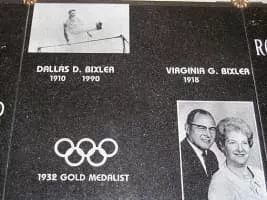 DALLAS D. BIXLER
1910 1990
VIRGINIA G. BIXLER
1918
1932 GOLD MEDALIST